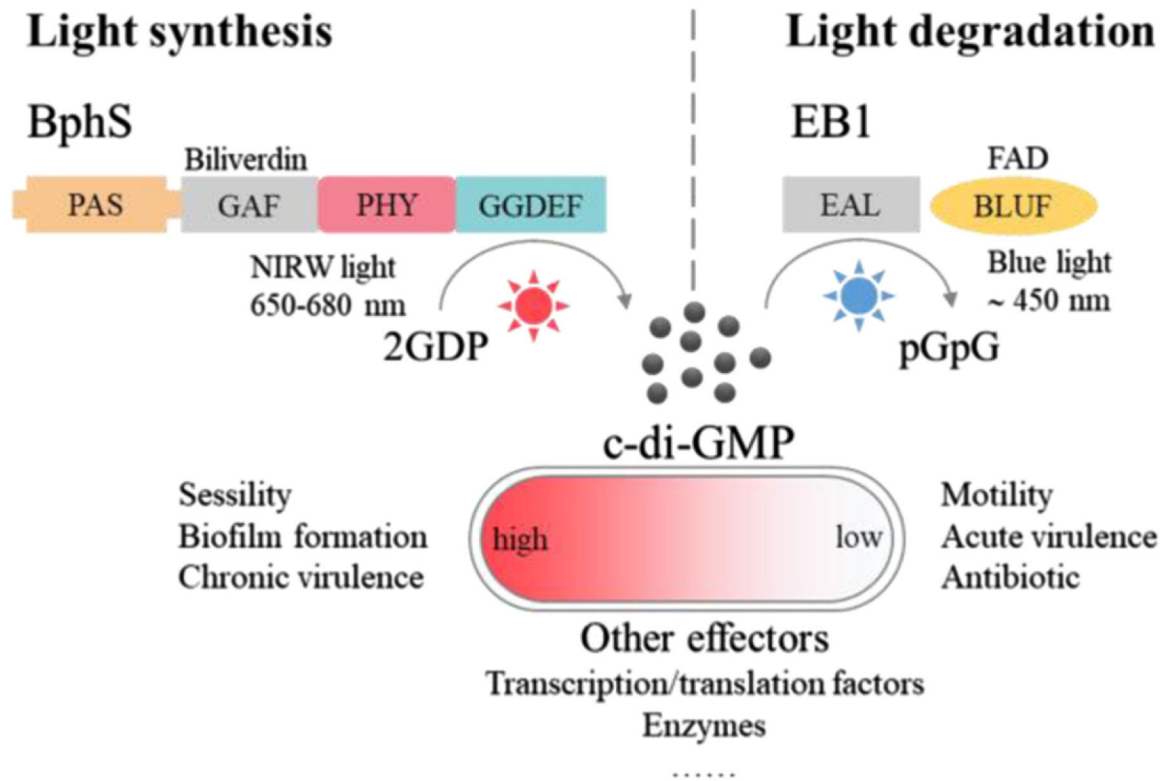 Light synthesis
Light degradation
BphS
EB1
Biliverdin
FAD
PAS
GAF
PHY
GGDEF
EAL
BLUF
NIRW light
650-680 nm
2GDP
Blue light
~ 450 nm
pGpG
c-di-GMP
Sessility
Biofilm formation
Chronic virulence
high
low
Motility
Acute virulence
Antibiotic
Other effectors
Transcription/translation factors
Enzymes
......